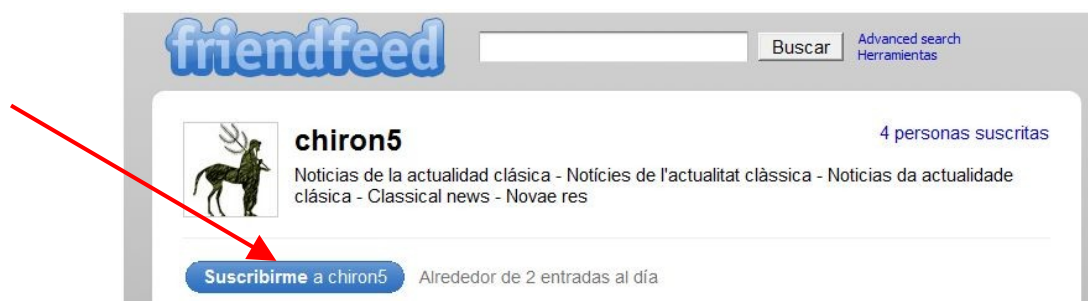 friendfeed
Buscar
Advanced search
Herramientas
chiron5
4 personas suscritas
Noticias de la actualidad clásica - Notícies de l'actualitat clàssica - Noticias da actualidade
clásica - Classical news - Novae res
Suscribirme a chiron5
Alrededor de 2 entradas al día